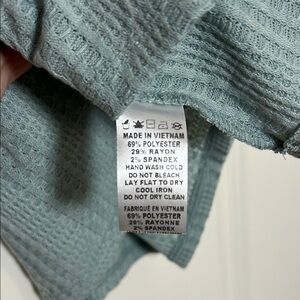 MADE IN VIETNAM
69% POLYESTER
29% RAYON
2% SPANDEX
HAND WASH COLD
DO NOT BLEACH
LAY FLAT TO DRY
COOL IRON
DO NOT DRY CLEAN
FABRIQUÉ EN VIETNAM
69% POLYESTER
29% RAYONNE
2% SPANDEX